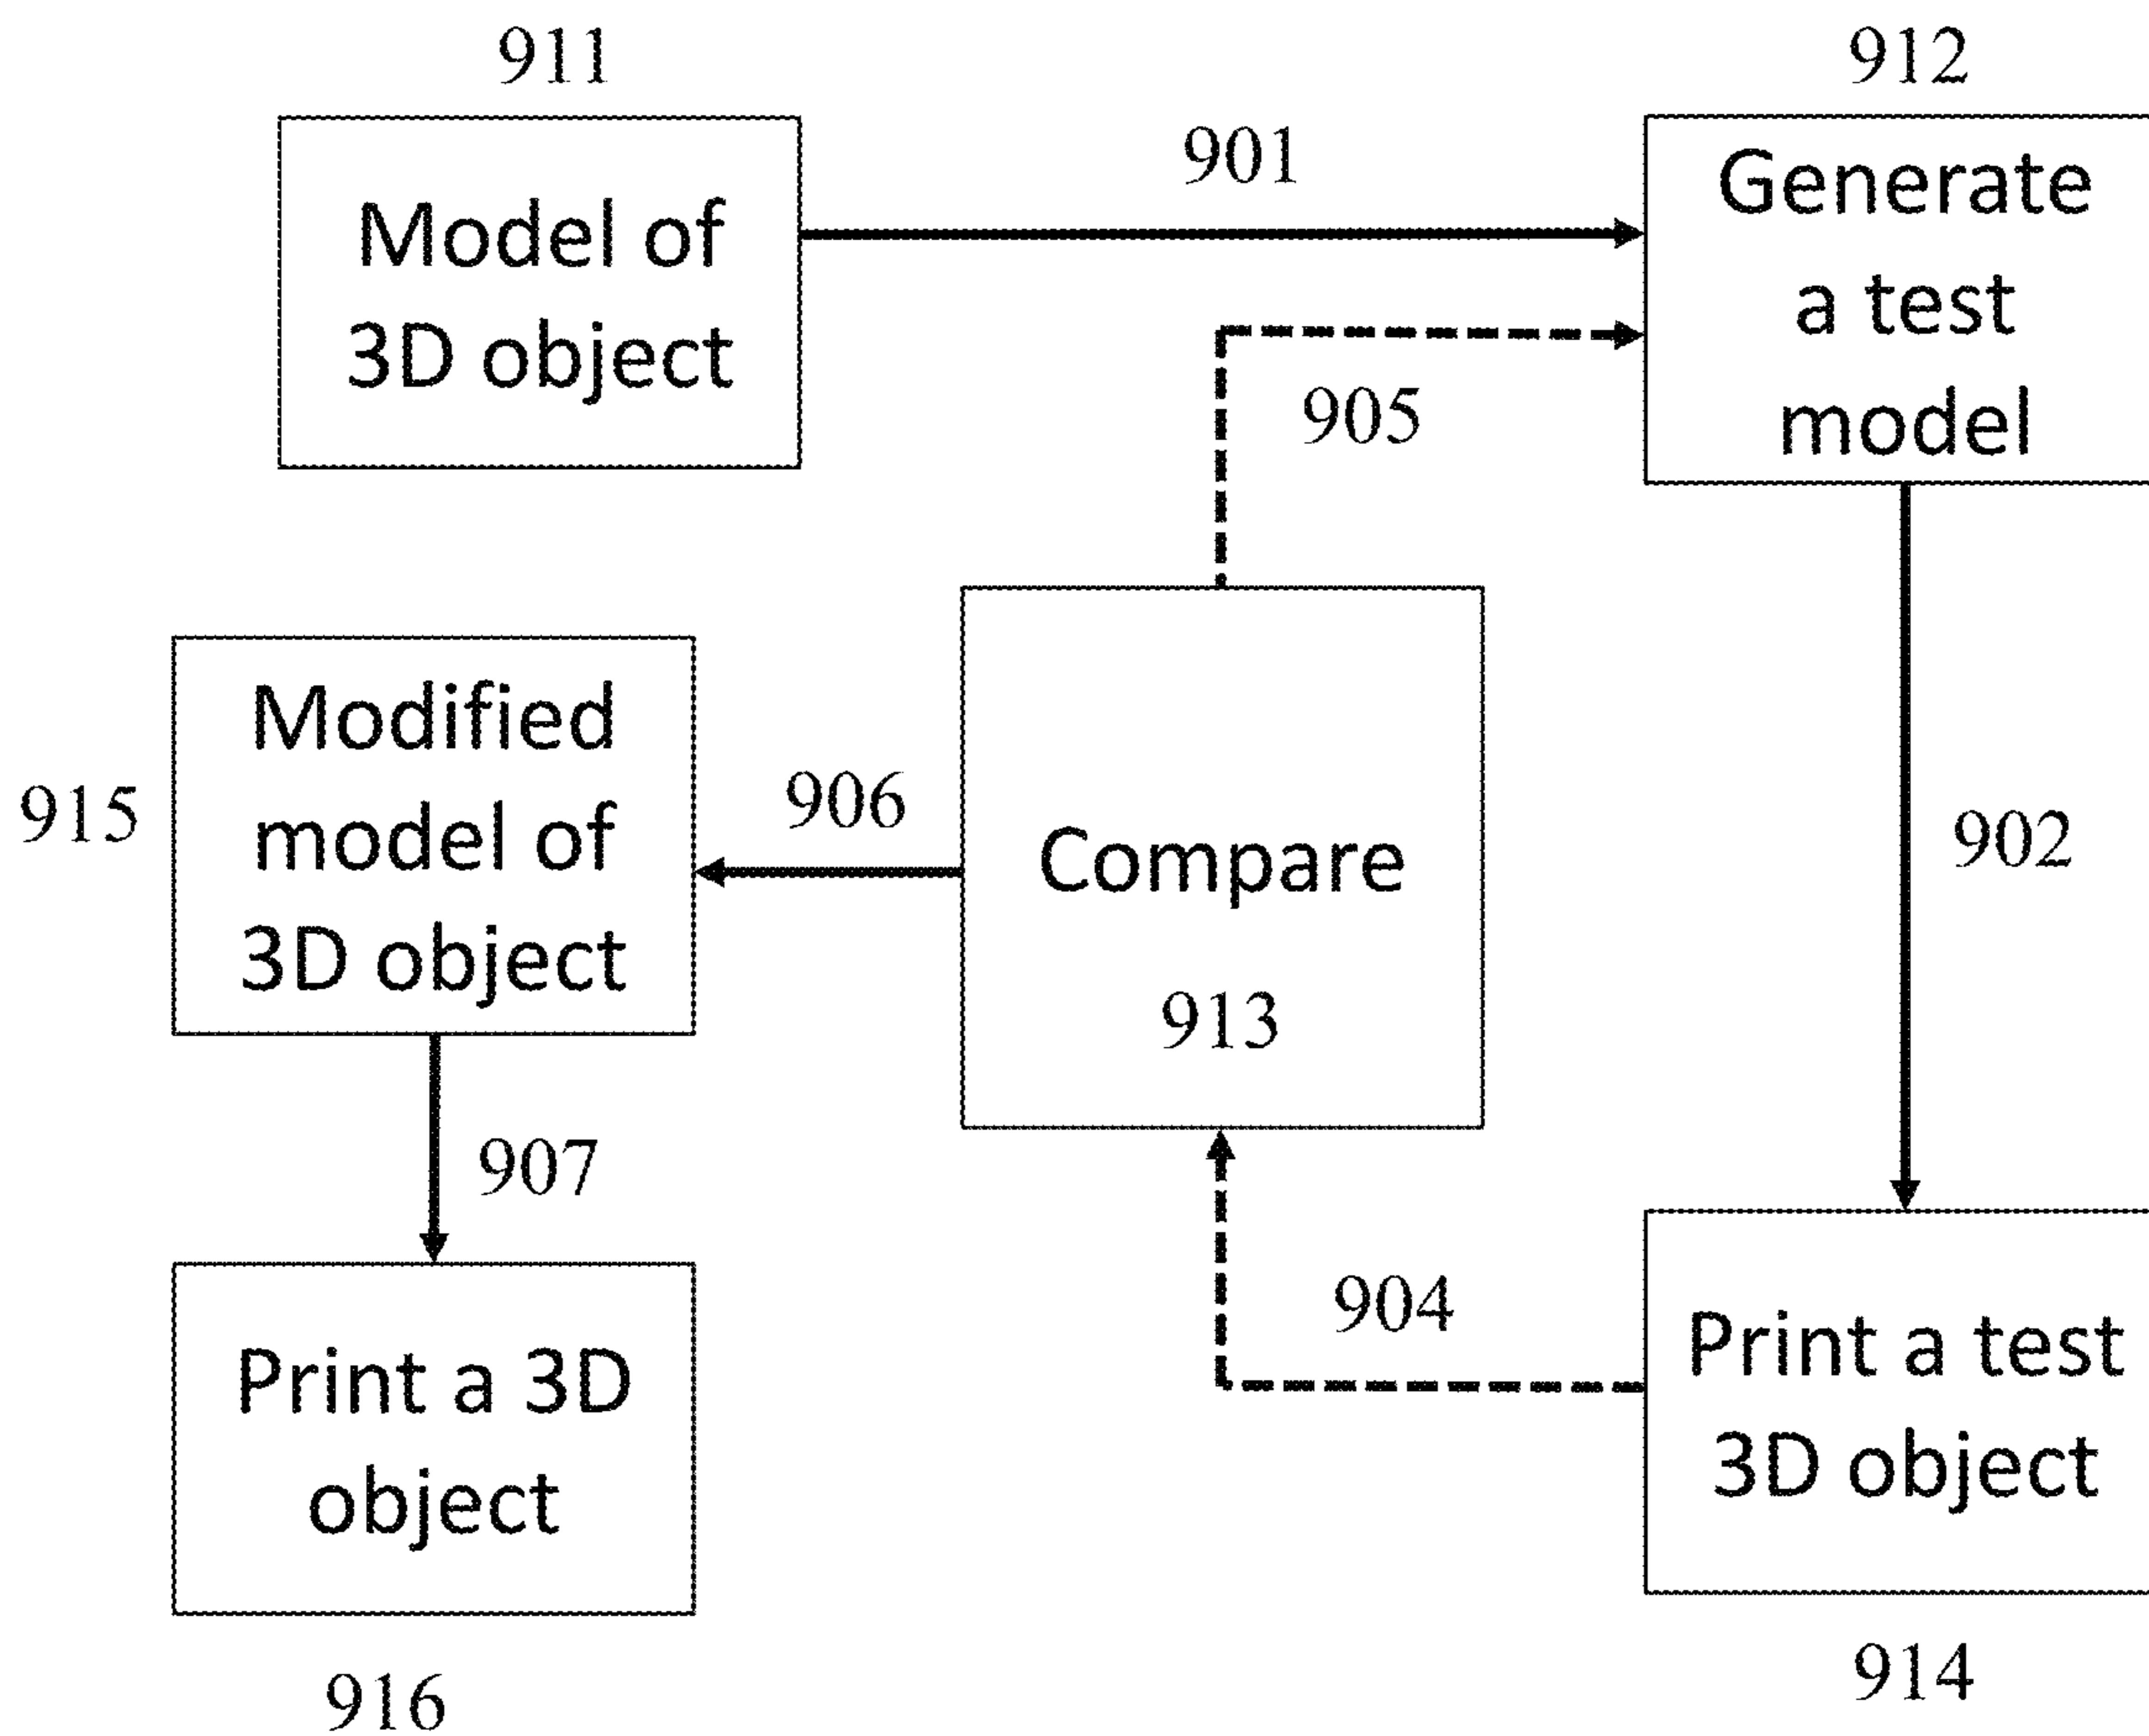 911
912
Model of
3D object
901
Generate
a test
model
905
Modified
model of
3D object
915
906
Compare
913
902
907
904
Print a 3D
object
916
Print a test
3D object
914